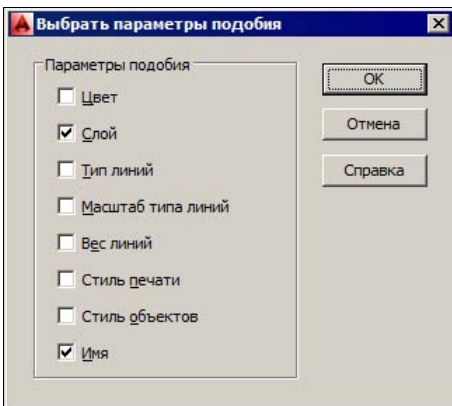 Выбрать параметры подобия
Параметры подобия
Цвет
Слой
Тип линий
Масштаб типа линий
Вес линий
Стиль печати
Стиль объектов
Имя
ОК
Отмена
Справка